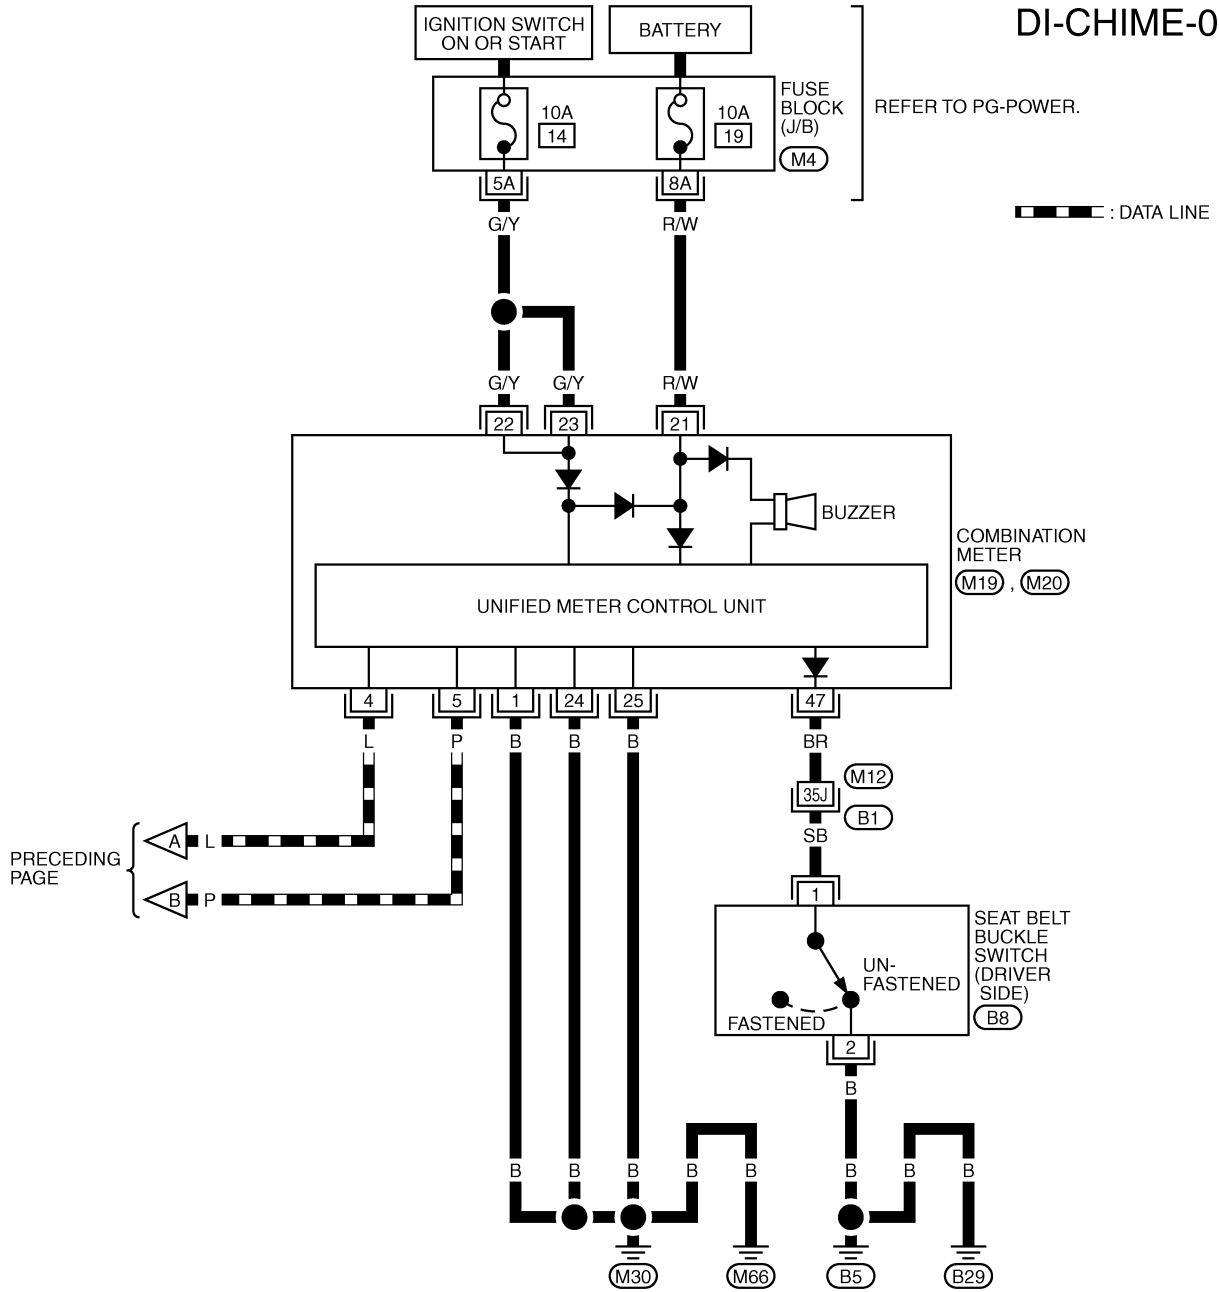 DI-CHIME-0
IGNITION SWITCH
ON OR START
BATTERY
10A
14
10A
19
FUSE
BLOCK
(J/B)
M4
REFER TO PG-POWER.
5A
8A
: DATA LINE
G/Y
R/W
G/Y
G/Y
R/W
22
23
21
BUZZER
COMBINATION
METER
M19 , M20
UNIFIED METER CONTROL UNIT
4
5
1
24
25
47
L
P
B
B
B
BR
M12
35J
B1
SB
PRECEDING
PAGE
A
L
B
P
1
SEAT BELT
BUCKLE
SWITCH
(DRIVER
SIDE)
B8
UN-
FASTENED
FASTENED
2
B
B
B
B
B
B
B
B
B
M30
M66
B5
B29